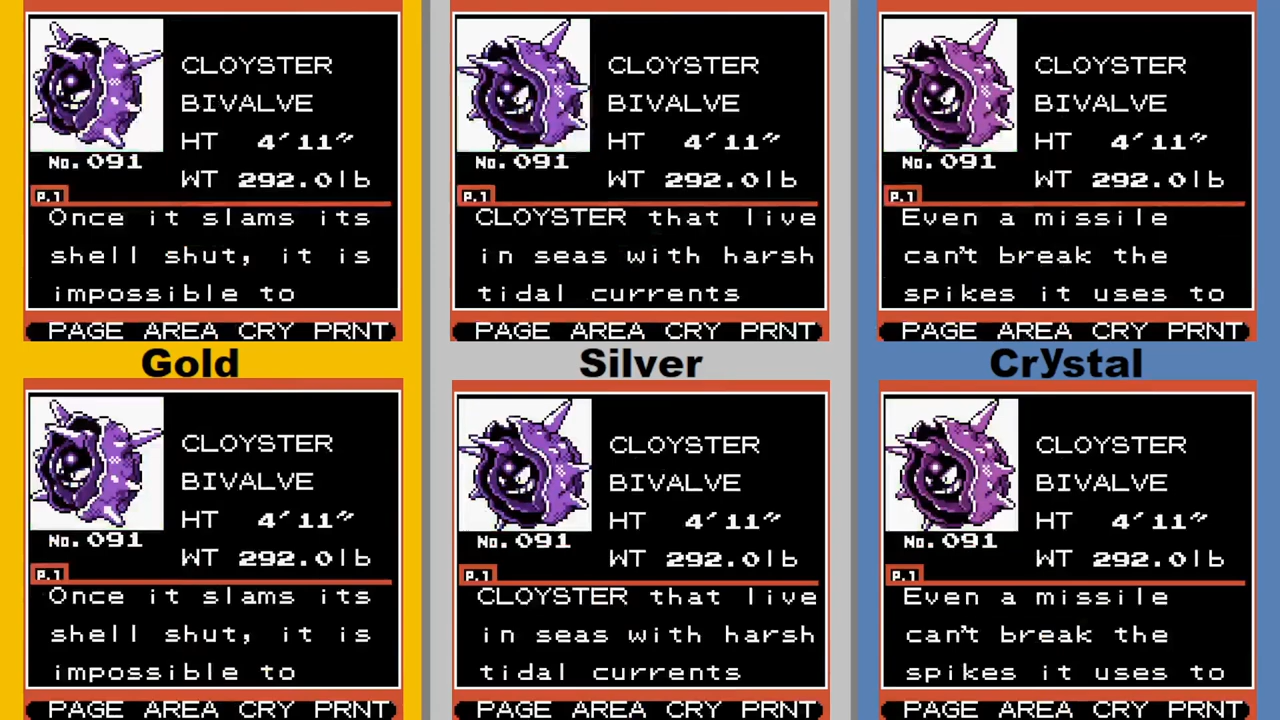 CLOYSTER
BIVALVE
HT 4′11″
No.091
WT 292.0lb
P.1
Once it slams its
shell shut, it is
impossible to
PAGE AREA CRY PRNT
CLOYSTER
BIVALVE
HT 4′11″
No.091
WT 292.0lb
P.1
CLOYSTER that live
in seas with harsh
tidal currents
PAGE AREA CRY PRNT
CLOYSTER
BIVALVE
HT 4′11″
No.091
WT 292.0lb
P.1
Even a missile
can't break the
spikes it uses to
PAGE AREA CRY PRNT
Gold
Silver
Crystal
CLOYSTER
BIVALVE
HT 4′11″
No.091
WT 292.0lb
P.1
Once it slams its
shell shut, it is
impossible to
PAGE AREA CRY PRNT
CLOYSTER
BIVALVE
HT 4′11″
No.091
WT 292.0lb
P.1
CLOYSTER that live
in seas with harsh
tidal currents
PAGE AREA CRY PRNT
CLOYSTER
BIVALVE
HT 4′11″
No.091
WT 292.0lb
P.1
Even a missile
can't break the
spikes it uses to
PAGE AREA CRY PRNT